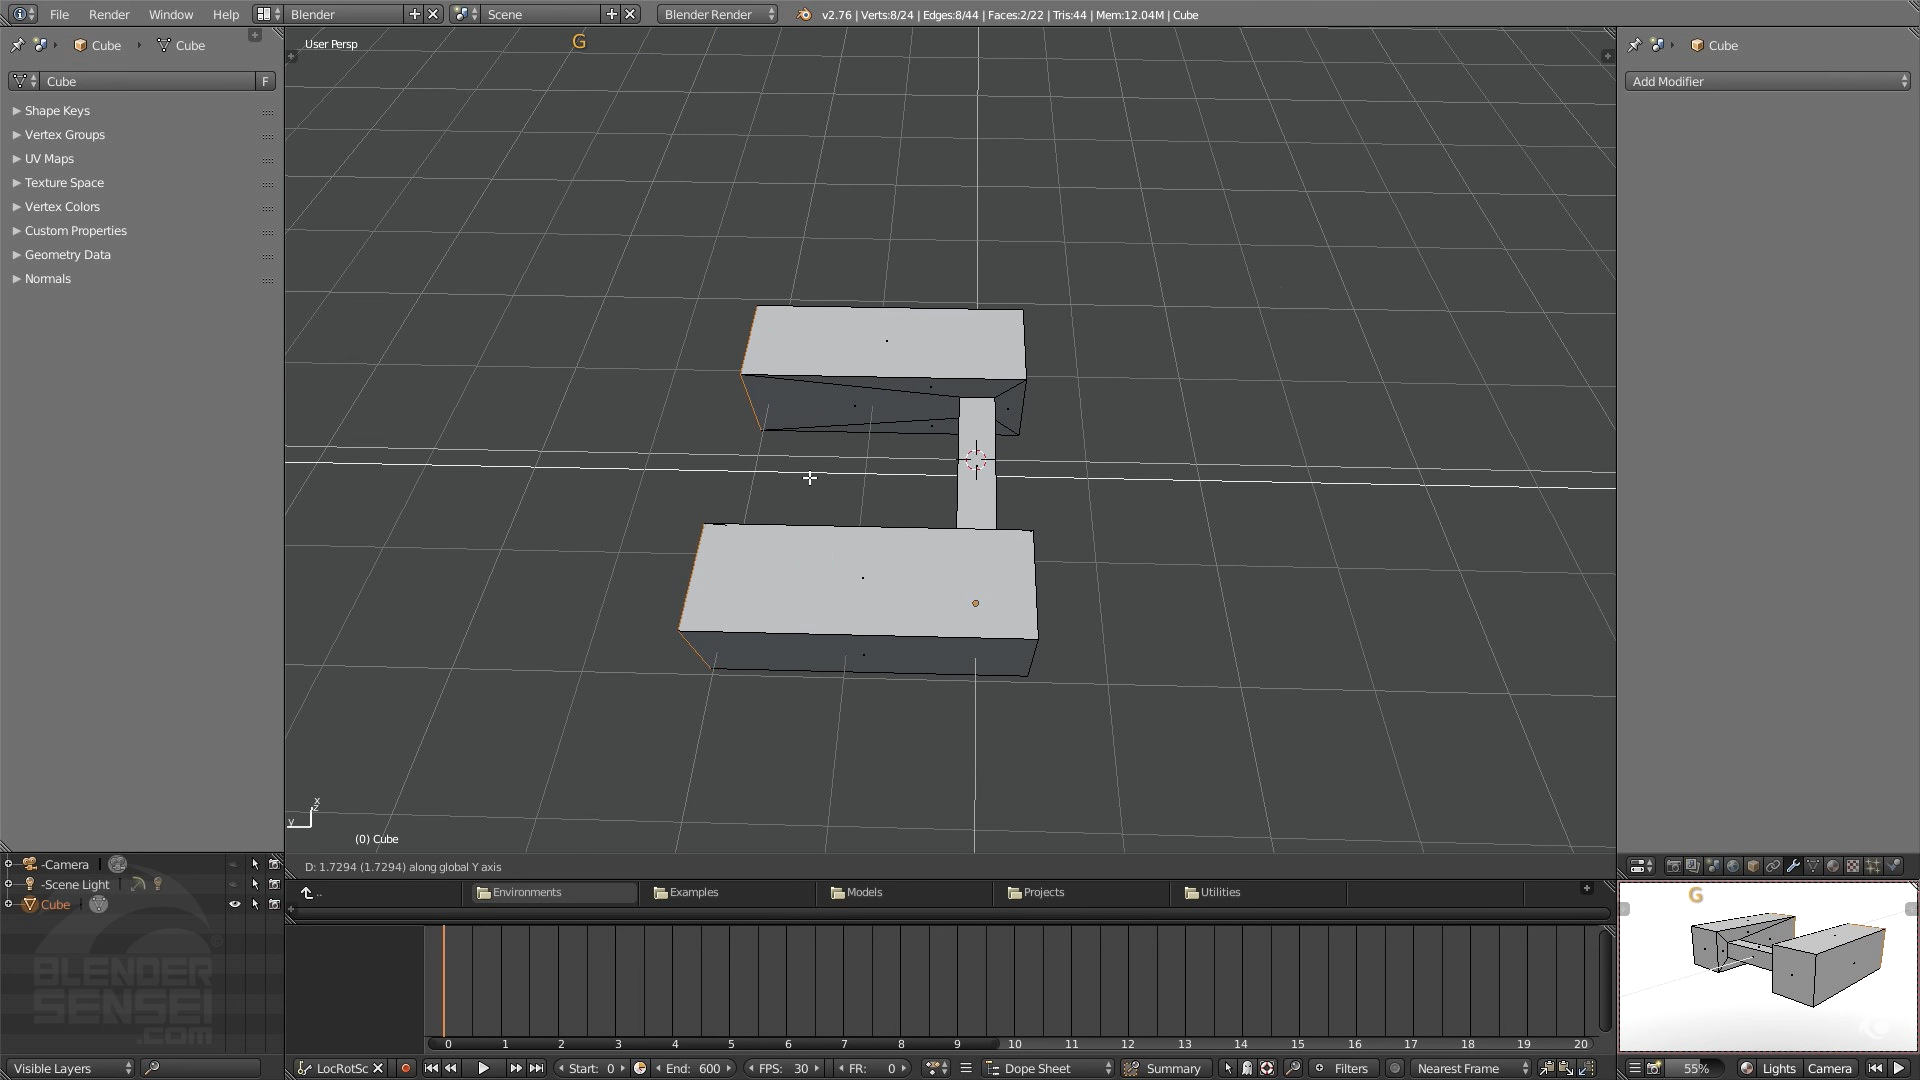 File Render Window Help Blender Scene Blender Render v2.76 | Verts:8/24 | Edges:8/44 | Faces:2/22 | Tris:44 | Mem:12.04M | Cube
Cube Cube
Cube F
Shape Keys
Vertex Groups
UV Maps
Texture Space
Vertex Colors
Custom Properties
Geometry Data
Normals
User Persp
G
Cube
Add Modifier
x
z
y
(0) Cube
D: 1.7294 (1.7294) along global Y axis
-Camera
-Scene Light
Cube
BLENDER
SENSEI
.COM
.. Environments Examples Models Projects Utilities
G
0 1 2 3 4 5 6 7 8 9 10 11 12 13 14 15 16 17 18 19 20
Visible Layers
LocRotSc Start: 0 End: 600 FPS: 30 FR: 0 Dope Sheet Summary Filters Nearest Frame
55% Lights Camera